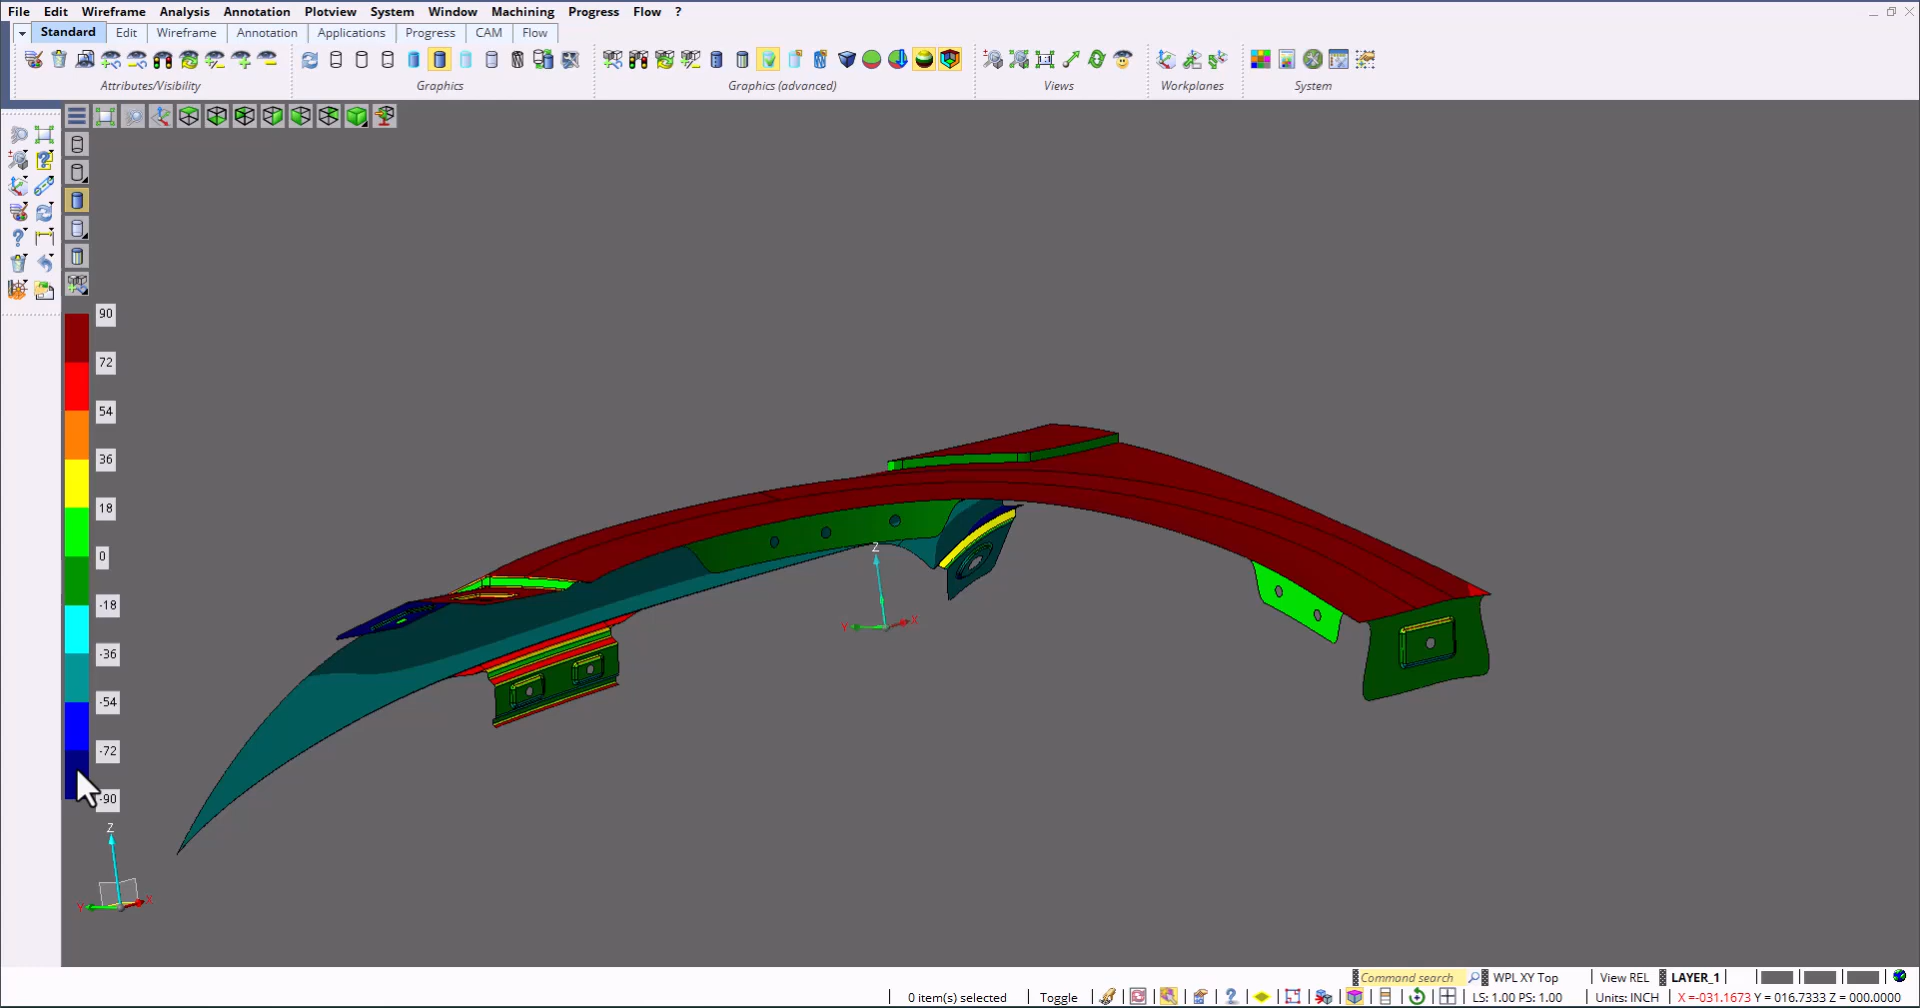 File Edit Wireframe Analysis Annotation Plotview System Window Machining Progress Flow ?
Standard Edit Wireframe Annotation Applications Progress CAM Flow
Attributes/Visibility Graphics Graphics (advanced) Views Workplanes System
90
72
54
36
18
0
-18
-36
-54
-72
-90
Z
Y X
Z
Y X
Command search WPL XY Top View REL LAYER_1
0 item(s) selected Toggle LS: 1.00 PS: 1.00 Units: INCH X =-031.1673 Y = 016.7333 Z = 000.0000